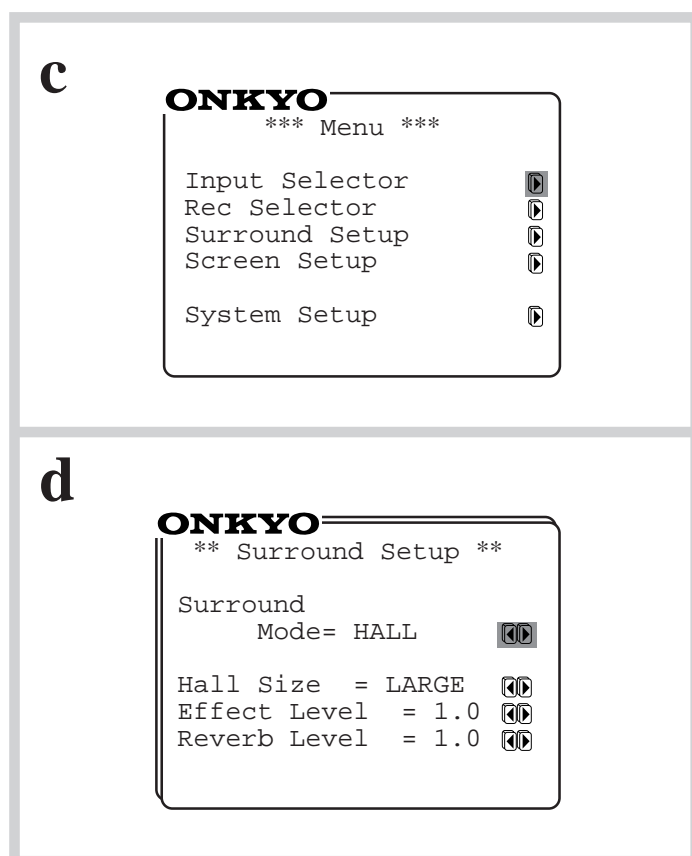 c
ONKYO
*** Menu ***
Input Selector
Rec Selector
Surround Setup
Screen Setup
System Setup
d
ONKYO
** Surround Setup **
Surround
Mode= HALL
Hall Size = LARGE
Effect Level = 1.0
Reverb Level = 1.0